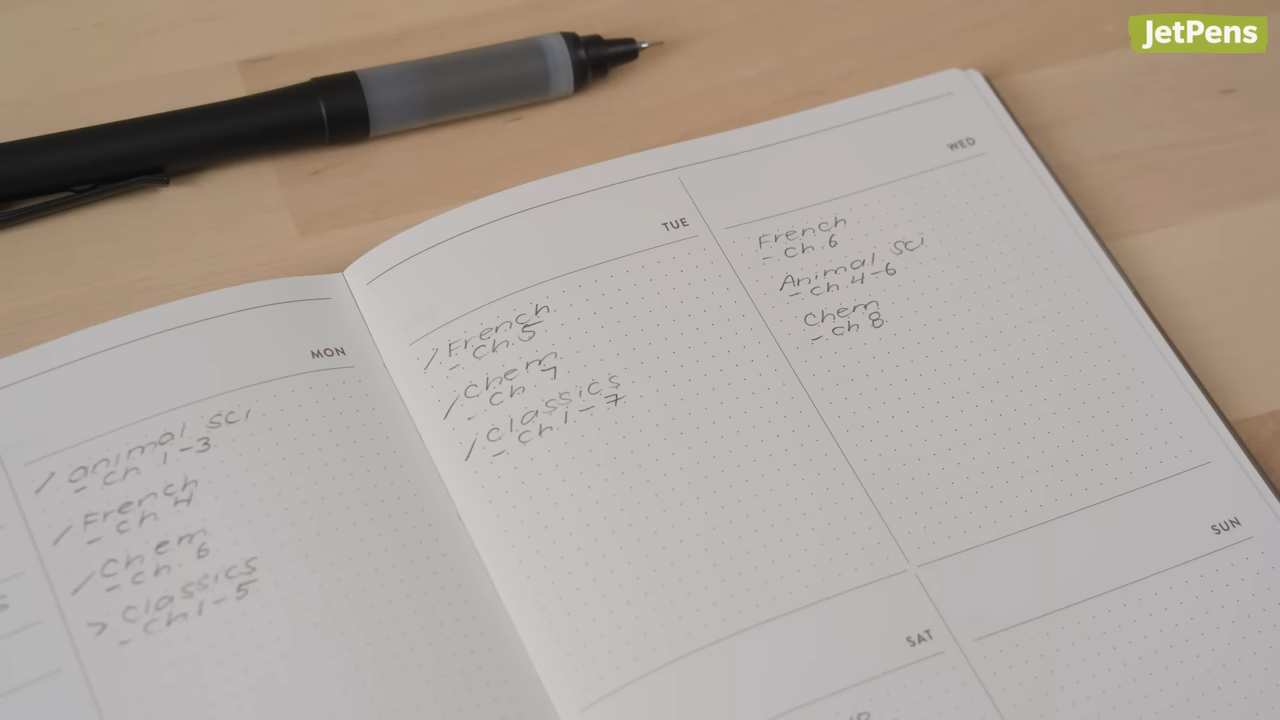 JetPens
MON
/ animal sci
- ch 1-3
/ French
- ch 4
/ Chem
- ch 6
> classics
- ch 1-5
TUE
/ French
- ch 5
/ chem
- ch 7
/ classics
- ch 1-7
WED
French
- ch 6
Animal sci
- ch 4-6
chem
- ch 8
SAT
SUN